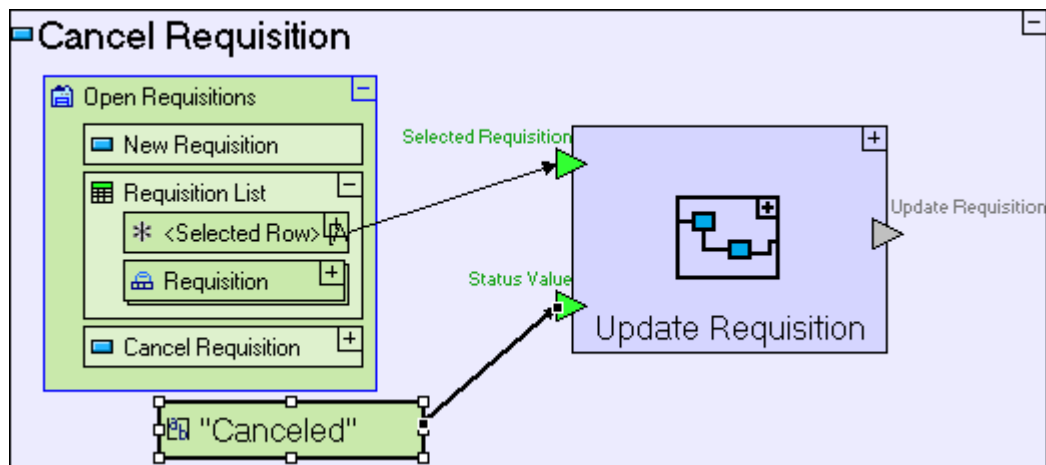 Cancel Requisition
Open Requisitions
New Requisition
Requisition List
<Selected Row>
Requisition
Cancel Requisition
"Canceled"
Selected Requisition
Status Value
Update Requisition
Update Requisition